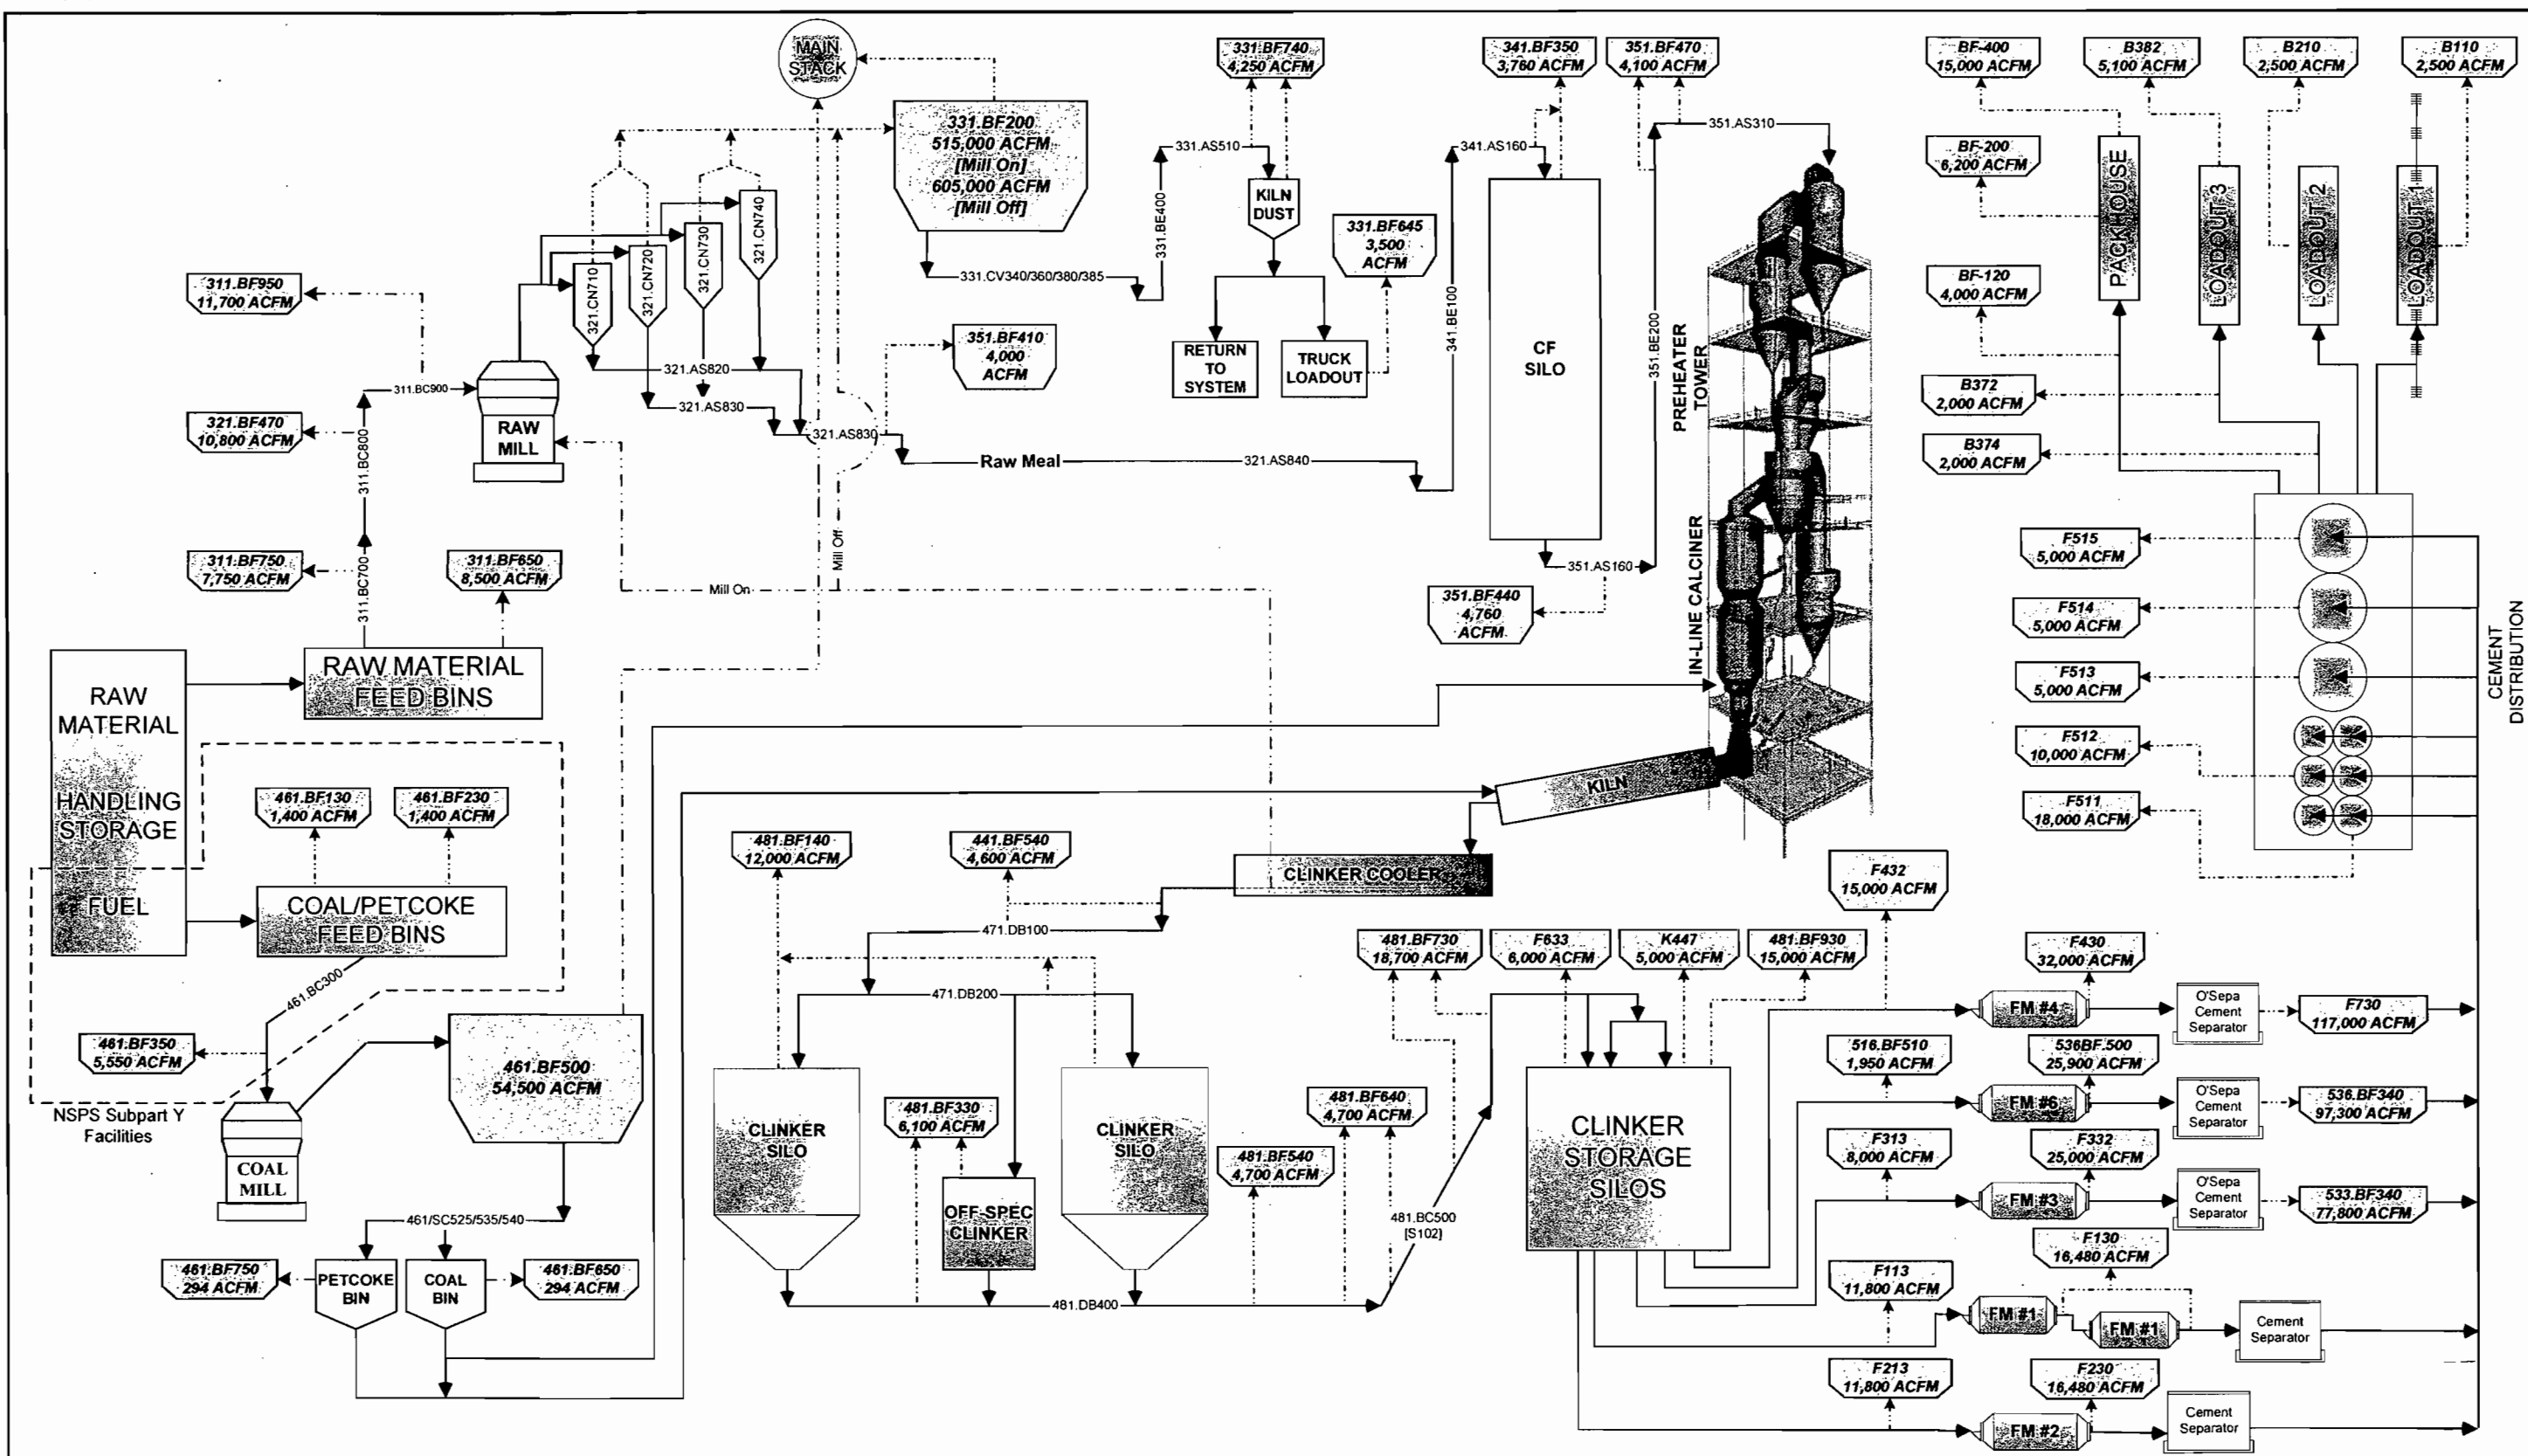 MAIN
STACK
331.BF740
4,250 ACFM
341.BF350
3,760 ACFM
351.BF470
4,100 ACFM
BF-400
15,000 ACFM
B382
5,100 ACFM
B210
2,500 ACFM
B110
2,500 ACFM
331.BF200
515,000 ACFM
[Mill On]
605,000 ACFM
[Mill Off]
331.AS510
341.AS160
351.AS310
BF-200
6,200 ACFM
PACKHOUSE
LOADOUT 3
LOADOUT 2
LOADOUT 1
KILN
DUST
331.BE400
331.BF645
3,500
ACFM
331.CV340/360/380/385
321.CN710
321.CN720
321.CN730
321.CN740
311.BF950
11,700 ACFM
BF-120
4,000 ACFM
351.BF410
4,000
ACFM
341.BE100
351.BE200
CF
SILO
PREHEATER
TOWER
RETURN
TO
SYSTEM
TRUCK
LOADOUT
321.AS820
321.AS830
321.AS830
311.BC900
B372
2,000 ACFM
321.BF470
10,800 ACFM
311.BC800
RAW
MILL
Raw Meal
321.AS840
B374
2,000 ACFM
Mill Off
Mill On
IN-LINE CALCINER
351.AS160
351.BF440
4,760
ACFM
311.BF750
7,750 ACFM
311.BC700
311.BF650
8,500 ACFM
F515
5,000 ACFM
F514
5,000 ACFM
F513
5,000 ACFM
F512
10,000 ACFM
F511
18,000 ACFM
CEMENT
DISTRIBUTION
RAW
MATERIAL
HANDLING
STORAGE
FUEL
RAW MATERIAL
FEED BINS
461.BF130
1,400 ACFM
461.BF230
1,400 ACFM
COAL/PETCOKE
FEED BINS
KILN
CLINKER COOLER
481.BF140
12,000 ACFM
441.BF540
4,600 ACFM
471.DB100
471.DB200
F432
15,000 ACFM
481.BF730
18,700 ACFM
F633
6,000 ACFM
K447
5,000 ACFM
481.BF930
15,000 ACFM
F430
32,000 ACFM
461.BC300
461.BF350
5,550 ACFM
461.BF500
54,500 ACFM
NSPS Subpart Y
Facilities
COAL
MILL
FM #4
O'Sepa
Cement
Separator
F730
117,000 ACFM
516.BF510
1,950 ACFM
536BF.500
25,900 ACFM
FM #6
O'Sepa
Cement
Separator
536.BF340
97,300 ACFM
CLINKER
SILO
481.BF330
6,100 ACFM
OFF SPEC
CLINKER
CLINKER
SILO
481.BF640
4,700 ACFM
481.BF540
4,700 ACFM
481.BC500
[S102]
CLINKER
STORAGE
SILOS
F313
8,000 ACFM
F332
25,000 ACFM
FM #3
O'Sepa
Cement
Separator
533.BF340
77,800 ACFM
461/SC525/535/540
461.BF750
294 ACFM
PETCOKE
BIN
COAL
BIN
461.BF650
294 ACFM
481.DB400
F113
11,800 ACFM
F130
16,480 ACFM
FM #1
FM #1
Cement
Separator
F213
11,800 ACFM
F230
16,480 ACFM
FM #2
Cement
Separator